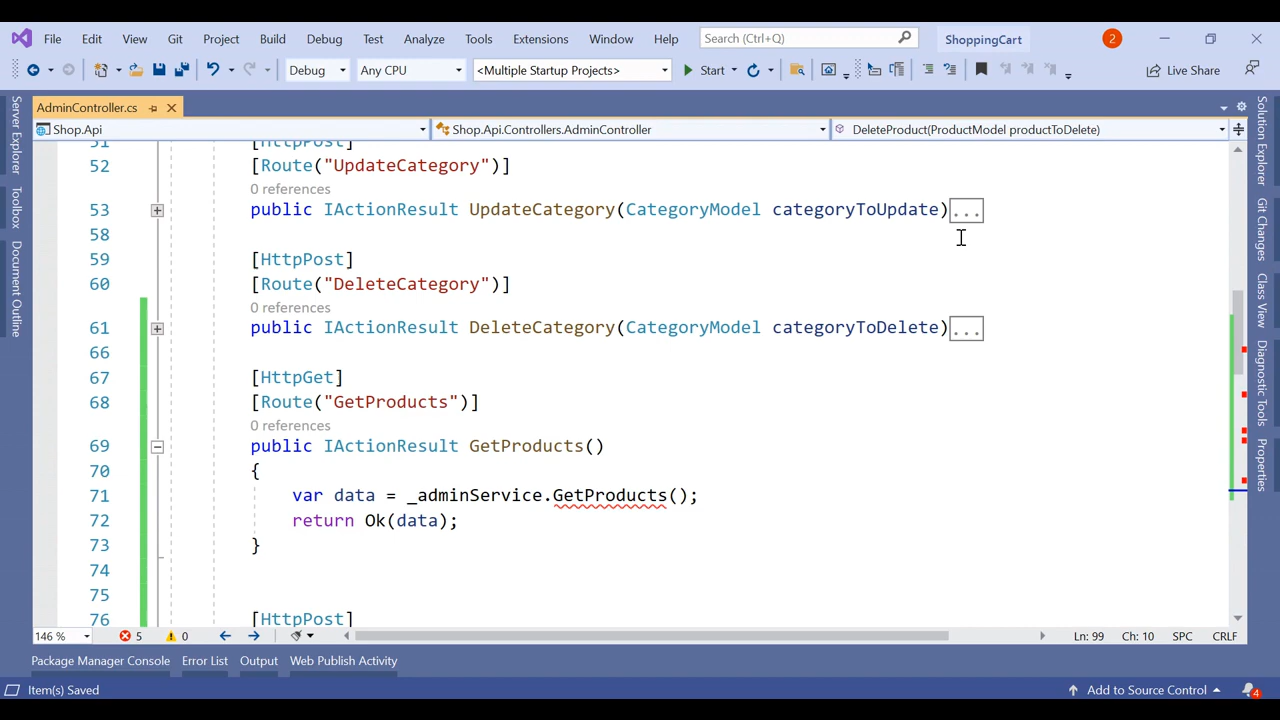 File Edit View Git Project Build Debug Test Analyze Tools Extensions Window Help Search (Ctrl+Q) ShoppingCart 2
Debug Any CPU <Multiple Startup Projects> Start Live Share
AdminController.cs
Shop.Api Shop.Api.Controllers.AdminController DeleteProduct(ProductModel productToDelete)
51 [HttpPost]
52 [Route("UpdateCategory")]
0 references
53 public IActionResult UpdateCategory(CategoryModel categoryToUpdate)...
58
59 [HttpPost]
60 [Route("DeleteCategory")]
0 references
61 public IActionResult DeleteCategory(CategoryModel categoryToDelete)...
66
67 [HttpGet]
68 [Route("GetProducts")]
0 references
69 public IActionResult GetProducts()
70 {
71 var data = _adminService.GetProducts();
72 return Ok(data);
73 }
74
75
76 [HttpPost]
146 % 5 0 Ln: 99 Ch: 10 SPC CRLF
Package Manager Console Error List Output Web Publish Activity
Item(s) Saved Add to Source Control 4
Server Explorer
Toolbox
Document Outline
Solution Explorer
Git Changes
Class View
Diagnostic Tools
Properties